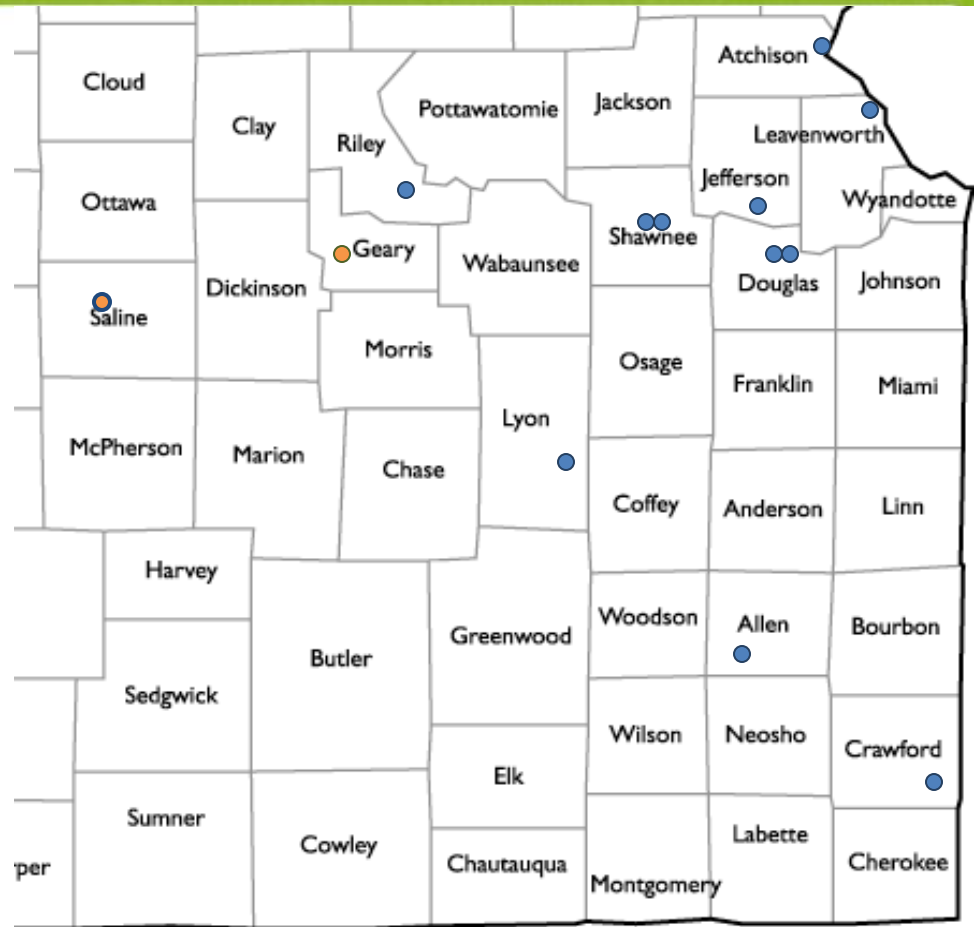 Atchison
Cloud
Jackson
Pottawatomie
Clay
Leavenworth
Riley
Jefferson
Ottawa
Wyandotte
Shawnee
Geary
Wabaunsee
Johnson
Douglas
Dickinson
Saline
Morris
Osage
Franklin
Miami
Lyon
McPherson
Marion
Chase
Coffey
Anderson
Linn
Harvey
Woodson
Allen
Bourbon
Greenwood
Butler
Sedgwick
Wilson
Neosho
Crawford
Elk
Sumner
Labette
Cowley
Chautauqua
Cherokee
rper
Montgomery